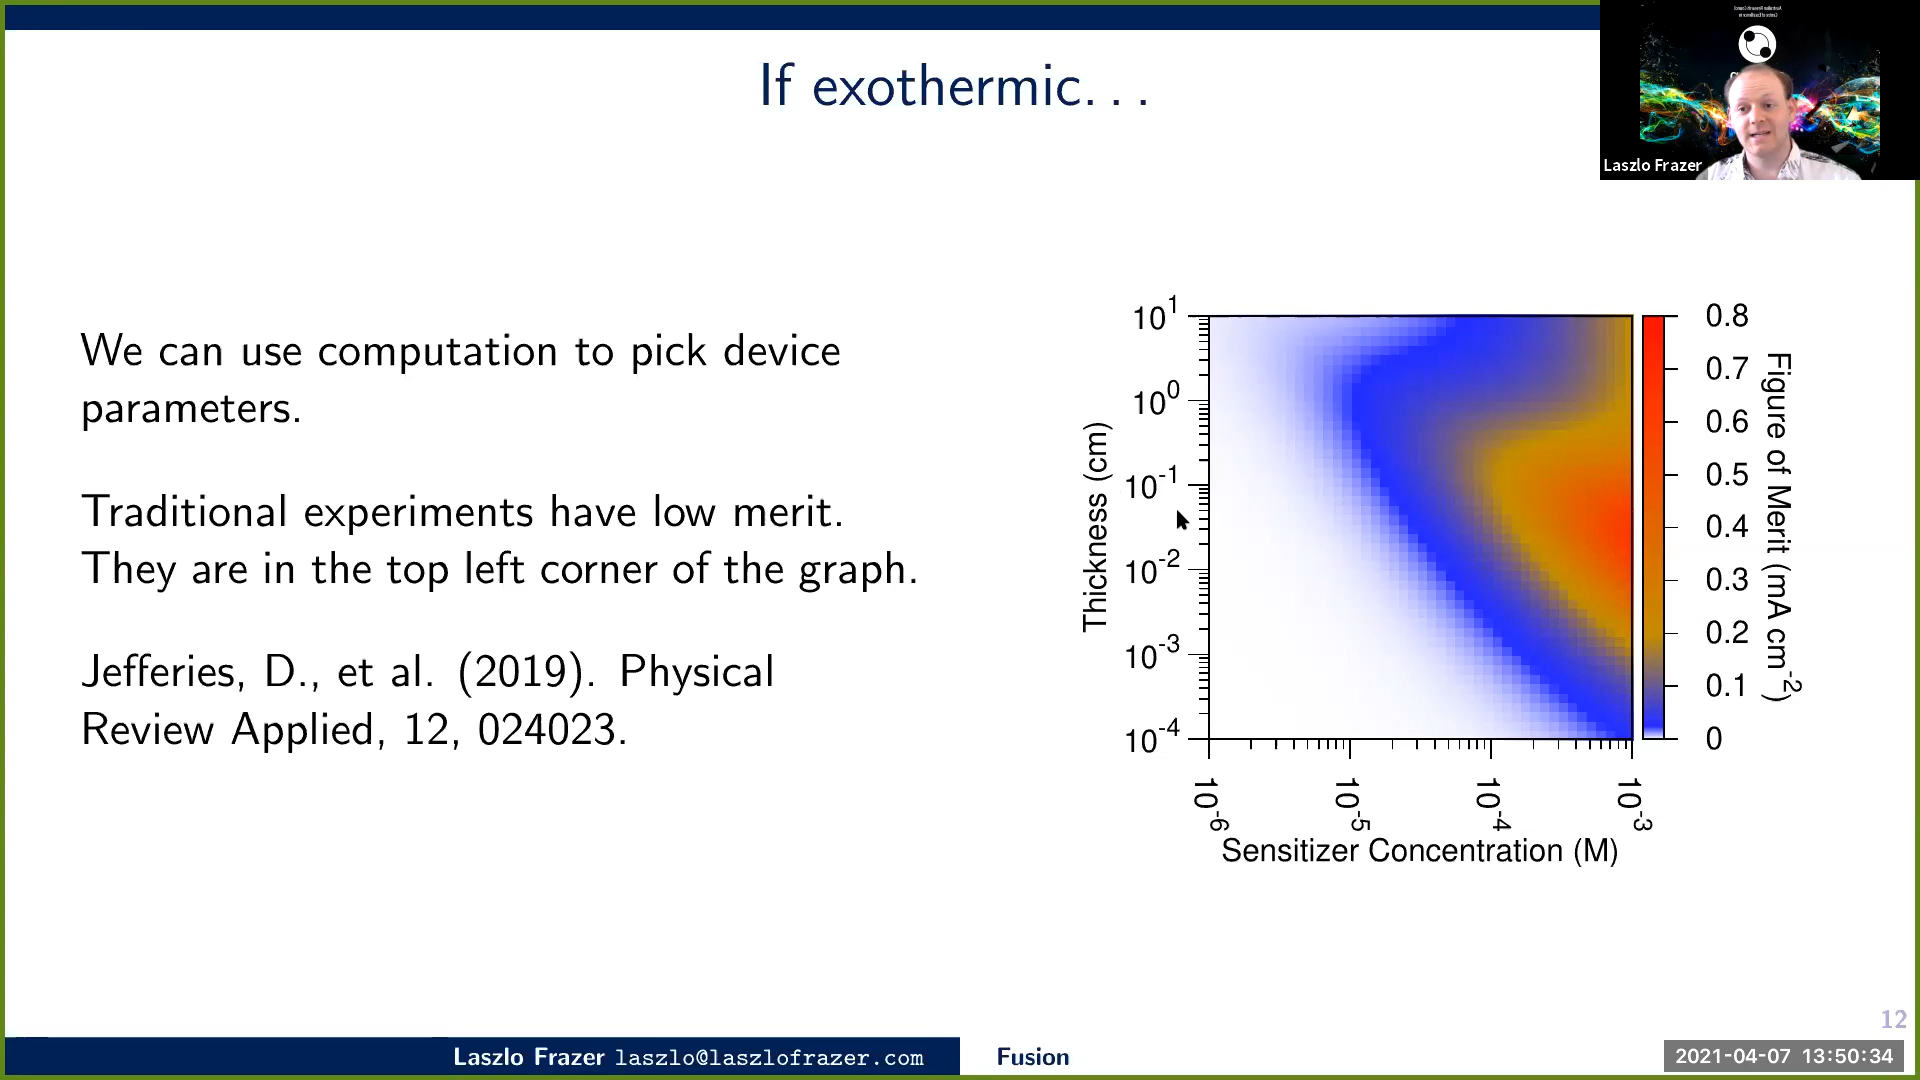 If exothermic. . .
Laszlo Frazer
We can use computation to pick device
parameters.
Traditional experiments have low merit.
They are in the top left corner of the graph.
Jefferies, D., et al. (2019). Physical
Review Applied, 12, 024023.
Thickness (cm)
10^1
10^0
10^-1
10^-2
10^-3
10^-4
10^-6
10^-5
10^-4
10^-3
Sensitizer Concentration (M)
0.8
0.7
0.6
0.5
0.4
0.3
0.2
0.1
0
Figure of Merit (mA cm^-2)
12
Laszlo Frazer laszlo@laszlofrazer.com
Fusion
2021-04-07 13:50:34